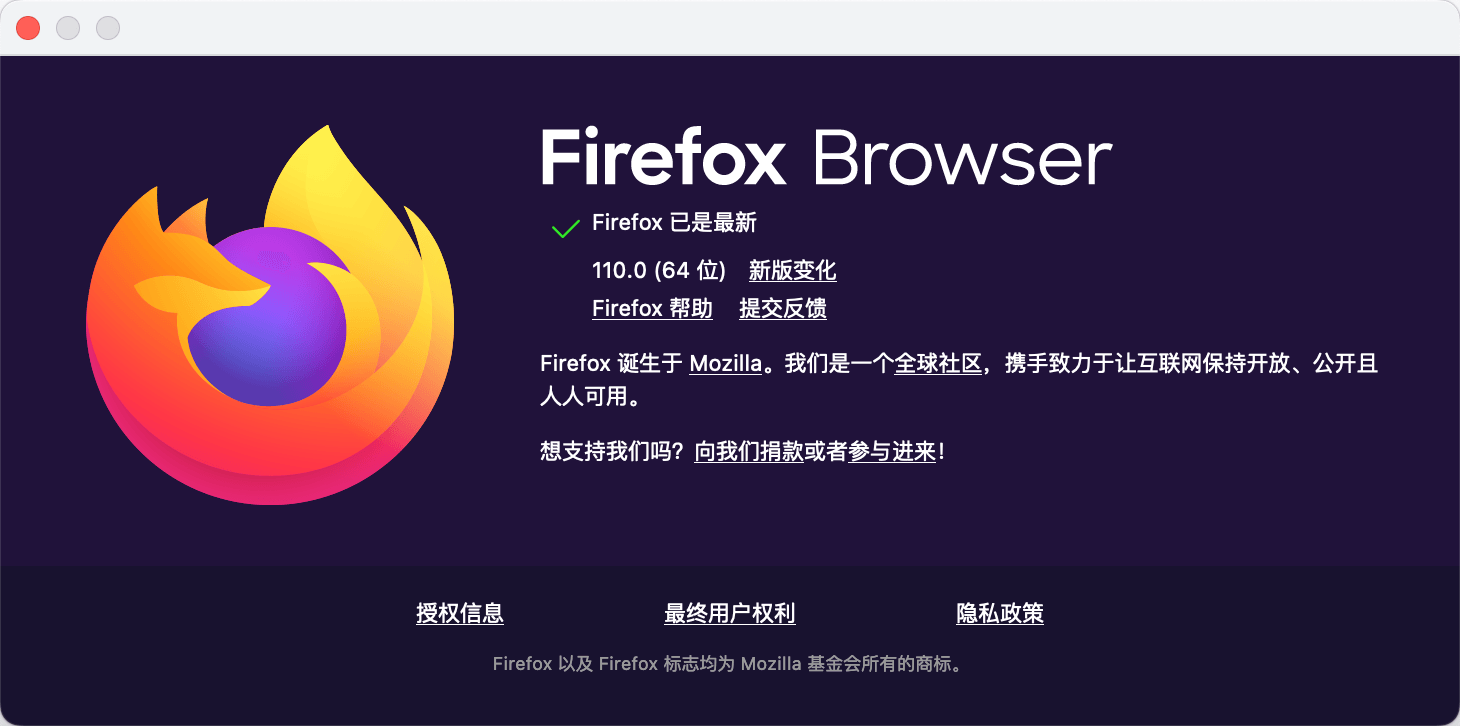 Firefox Browser
Firefox 已是最新
110.0 (64 位) 新版变化
Firefox 帮助 提交反馈
Firefox 诞生于 Mozilla。我们是一个全球社区，携手致力于让互联网保持开放、公开且
人人可用。
想支持我们吗？向我们捐款或者参与进来！
授权信息 最终用户权利 隐私政策
Firefox 以及 Firefox 标志均为 Mozilla 基金会所有的商标。